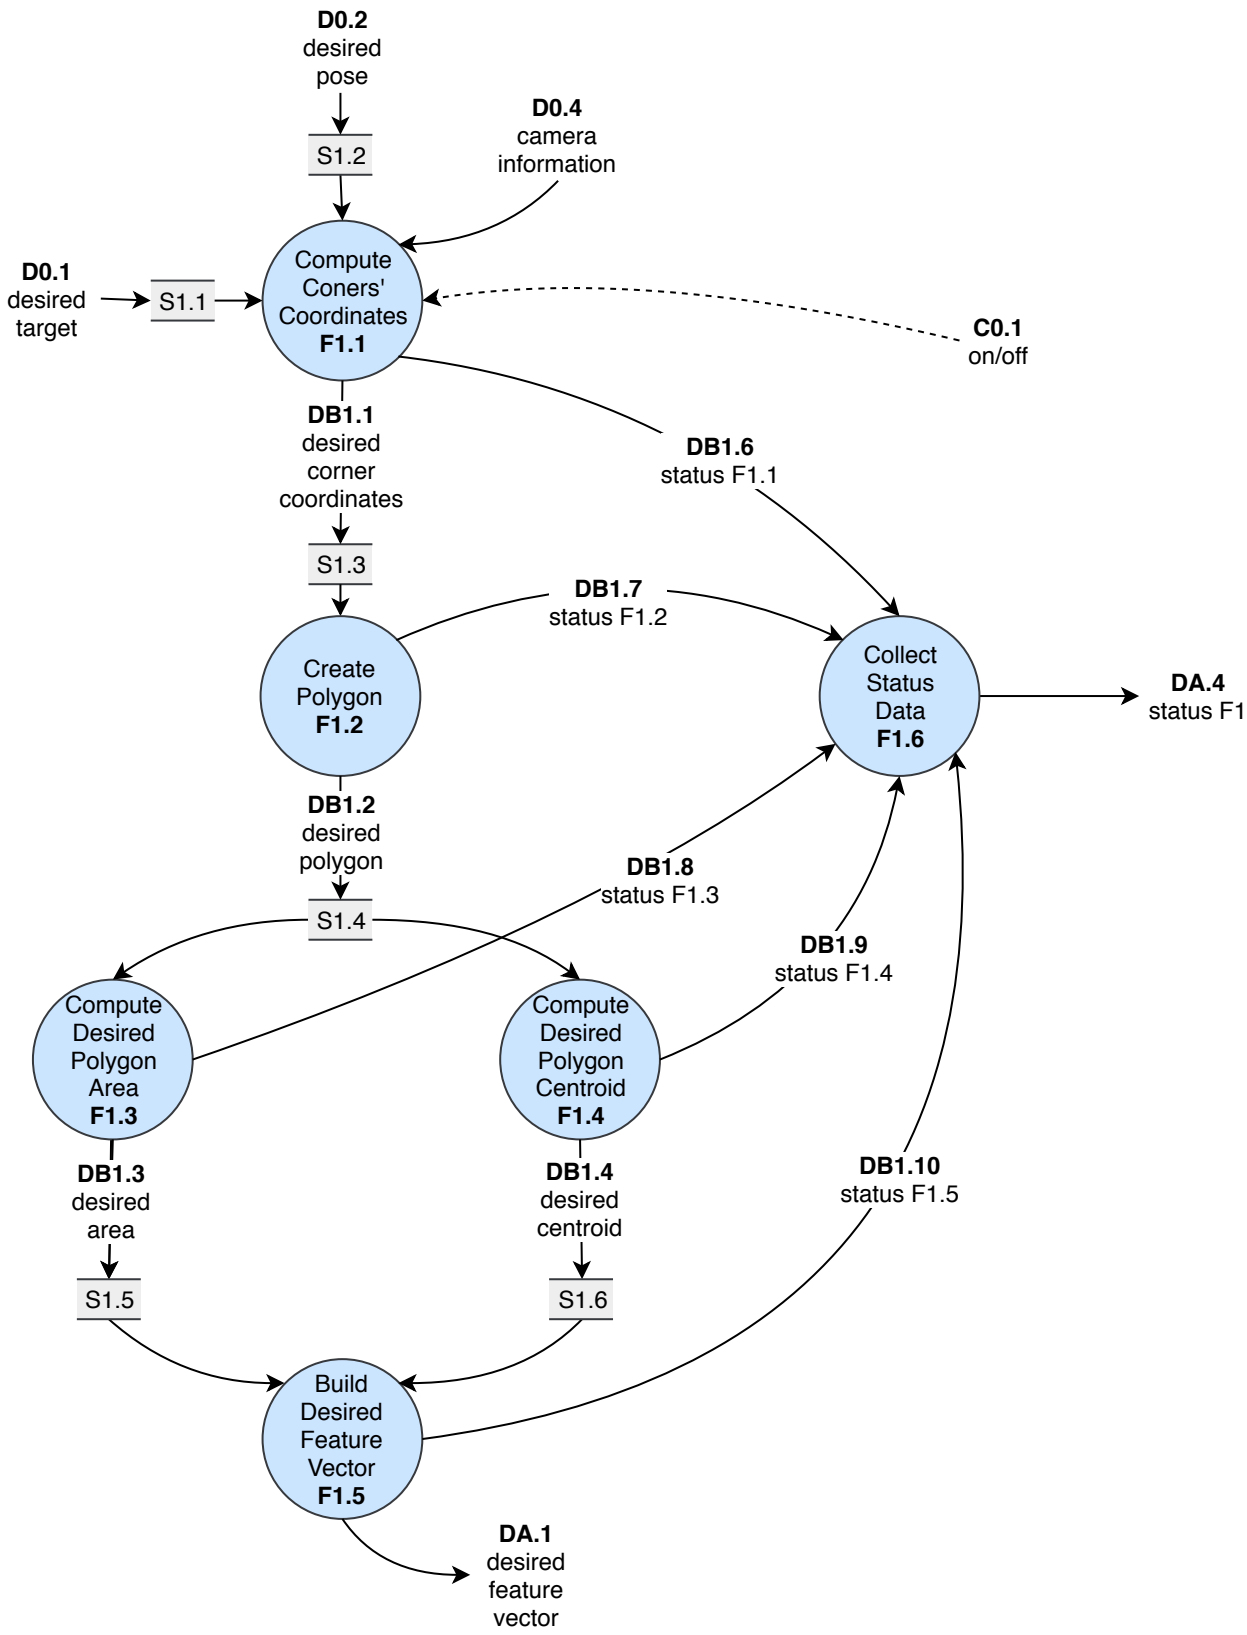 D0.2
desired
pose
D0.4
camera
information
S1.2
D0.1
desired
target
S1.1
Compute
Coners'
Coordinates
F1.1
C0.1
on/off
DB1.1
desired
corner
coordinates
DB1.6
status F1.1
S1.3
DB1.7
status F1.2
Create
Polygon
F1.2
Collect
Status
Data
F1.6
DA.4
status F1
DB1.2
desired
polygon
DB1.8
status F1.3
S1.4
DB1.9
status F1.4
Compute
Desired
Polygon
Area
F1.3
Compute
Desired
Polygon
Centroid
F1.4
DB1.3
desired
area
DB1.4
desired
centroid
DB1.10
status F1.5
S1.5
S1.6
Build
Desired
Feature
Vector
F1.5
DA.1
desired
feature
vector